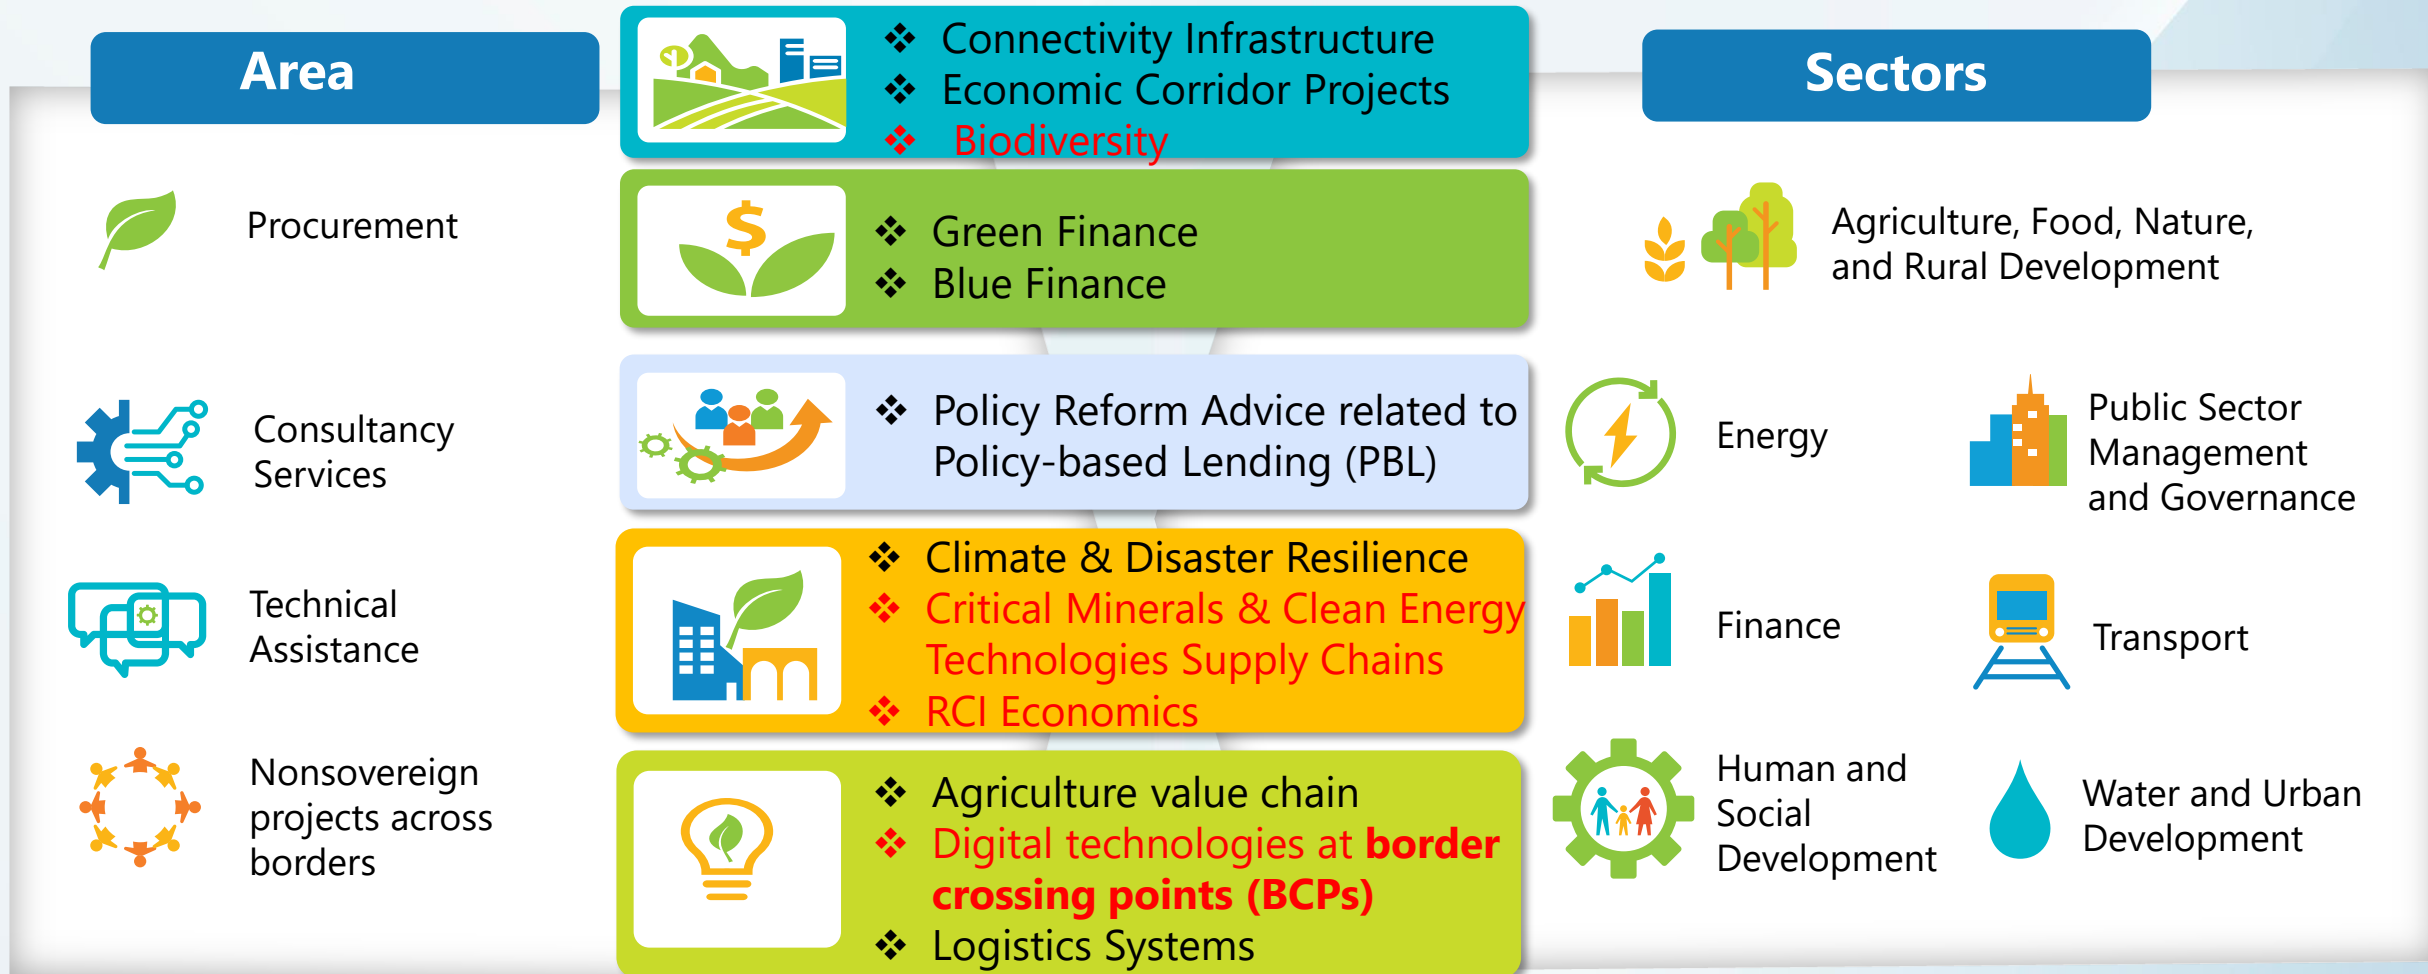 Area
Procurement
Consultancy
Services
Technical
Assistance
Nonsovereign
projects across
borders
❖ Connectivity Infrastructure
❖ Economic Corridor Projects
❖ Biodiversity
$
❖ Green Finance
❖ Blue Finance
❖ Policy Reform Advice related to
Policy-based Lending (PBL)
❖ Climate & Disaster Resilience
❖ Critical Minerals & Clean Energy
Technologies Supply Chains
❖ RCI Economics
❖ Agriculture value chain
❖ Digital technologies at border
crossing points (BCPs)
❖ Logistics Systems
Sectors
Agriculture, Food, Nature,
and Rural Development
Energy
Public Sector
Management
and Governance
Finance
Transport
Human and
Social
Development
Water and Urban
Development